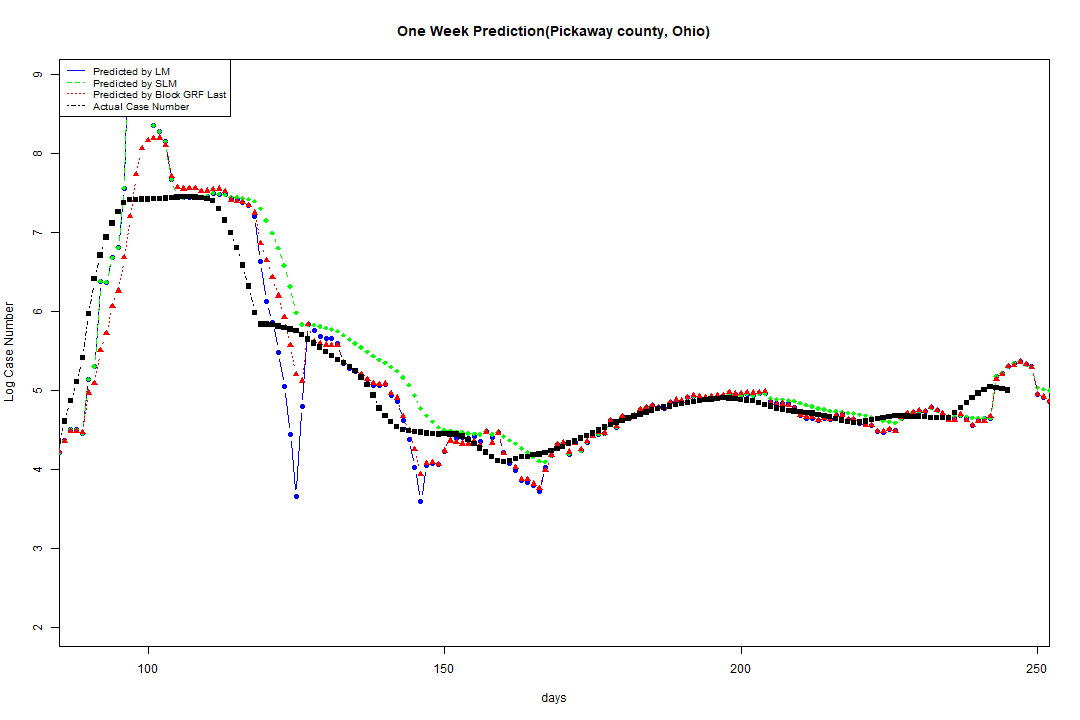 One Week Prediction(Pickaway county, Ohio)
Predicted by LM
Predicted by SLM
Predicted by Block GRF Last
Actual Case Number
9
8
7
6
5
4
3
2
Log Case Number
100
150
200
250
days